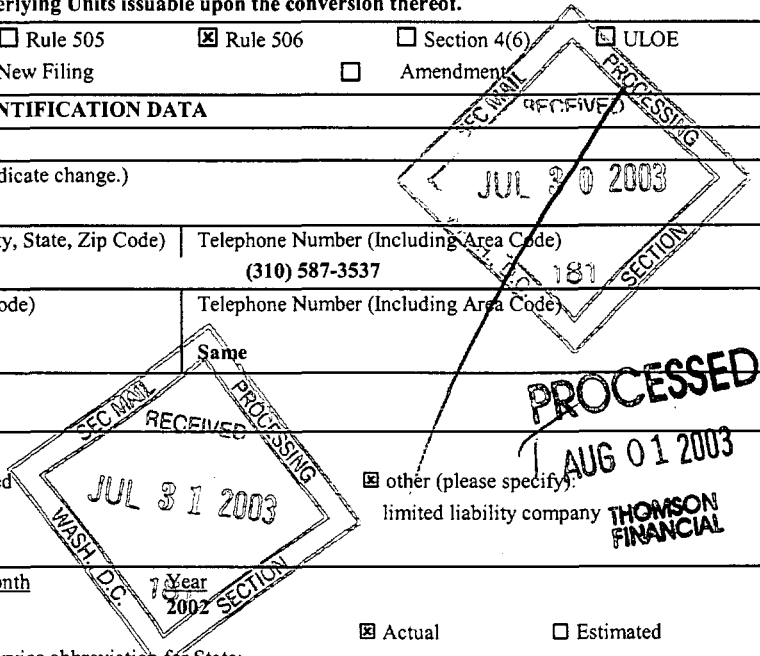 erlying Units issuable upon the conversion thereof.
☐ Rule 505 ☒ Rule 506 ☐ Section 4(6) ☐ ULOE
New Filing ☐ Amendment
NTIFICATION DATA
SEC MAIL PROCESSING
RECEIVED
JUL 30 2003
181
SECTION
dicate change.)
y, State, Zip Code) Telephone Number (Including Area Code)
(310) 587-3537
ode) Telephone Number (Including Area Code)
Same
SEC MAIL PROCESSING
RECEIVED
JUL 31 2003
WASH. D.C.
SECTION
PROCESSED
AUG 01 2003
THOMSON
FINANCIAL
d ☒ other (please specify):
limited liability company
onth Year
2002
☒ Actual ☐ Estimated